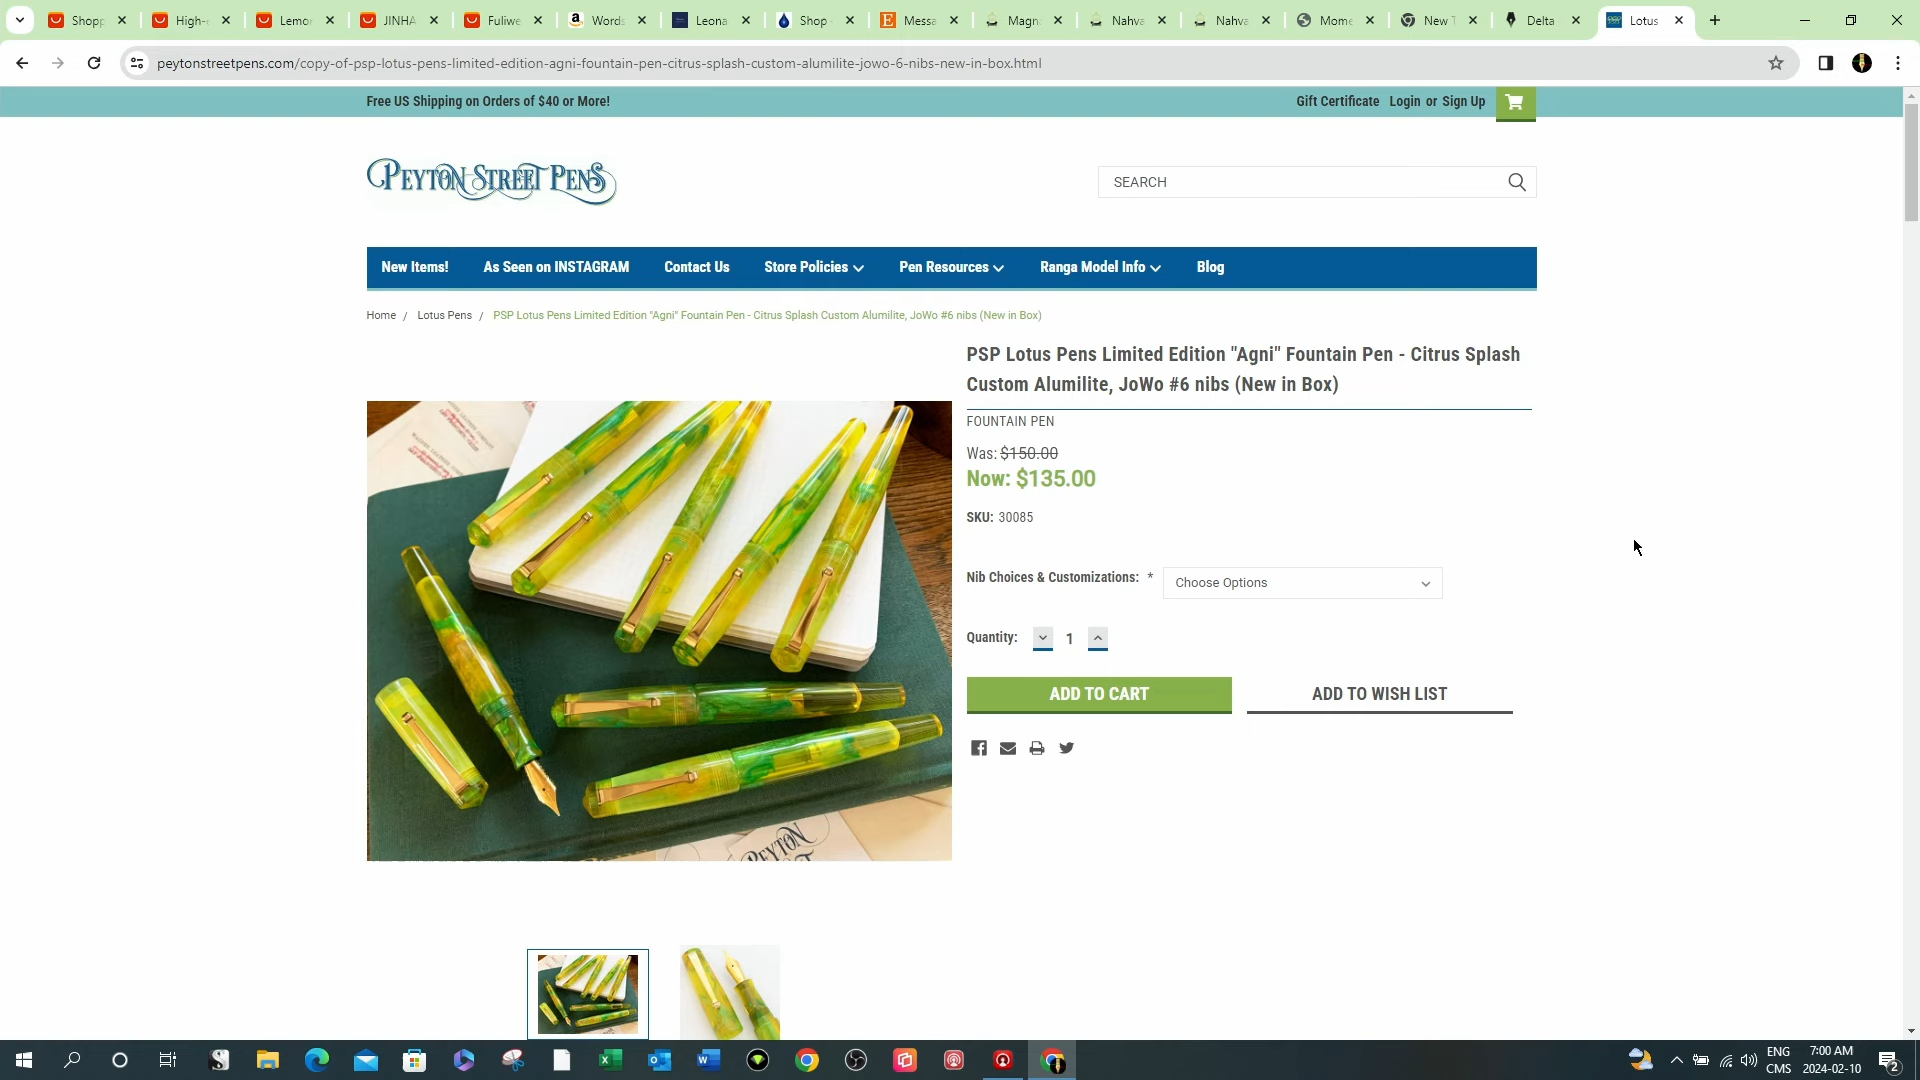 Shopp
High-
Lemo
JINHA
Fuliwe
Words
Leona
Shop
Messa
Magn
Nahva
Nahva
Mome
New T
Delta
Lotus
peytonstreetpens.com/copy-of-psp-lotus-pens-limited-edition-agni-fountain-pen-citrus-splash-custom-alumilite-jowo-6-nibs-new-in-box.html
Free US Shipping on Orders of $40 or More!
Gift Certificate Login or Sign Up
PEYTON STREET PENS
SEARCH
New Items! As Seen on INSTAGRAM Contact Us Store Policies Pen Resources Ranga Model Info Blog
Home / Lotus Pens / PSP Lotus Pens Limited Edition "Agni" Fountain Pen - Citrus Splash Custom Alumilite, JoWo #6 nibs (New in Box)
PSP Lotus Pens Limited Edition "Agni" Fountain Pen - Citrus Splash
Custom Alumilite, JoWo #6 nibs (New in Box)
FOUNTAIN PEN
Was: $150.00
Now: $135.00
SKU: 30085
Nib Choices & Customizations: * Choose Options
Quantity: 1
ADD TO CART
ADD TO WISH LIST
PEYTON
ENG
CMS
7:00 AM
2024-02-10
2